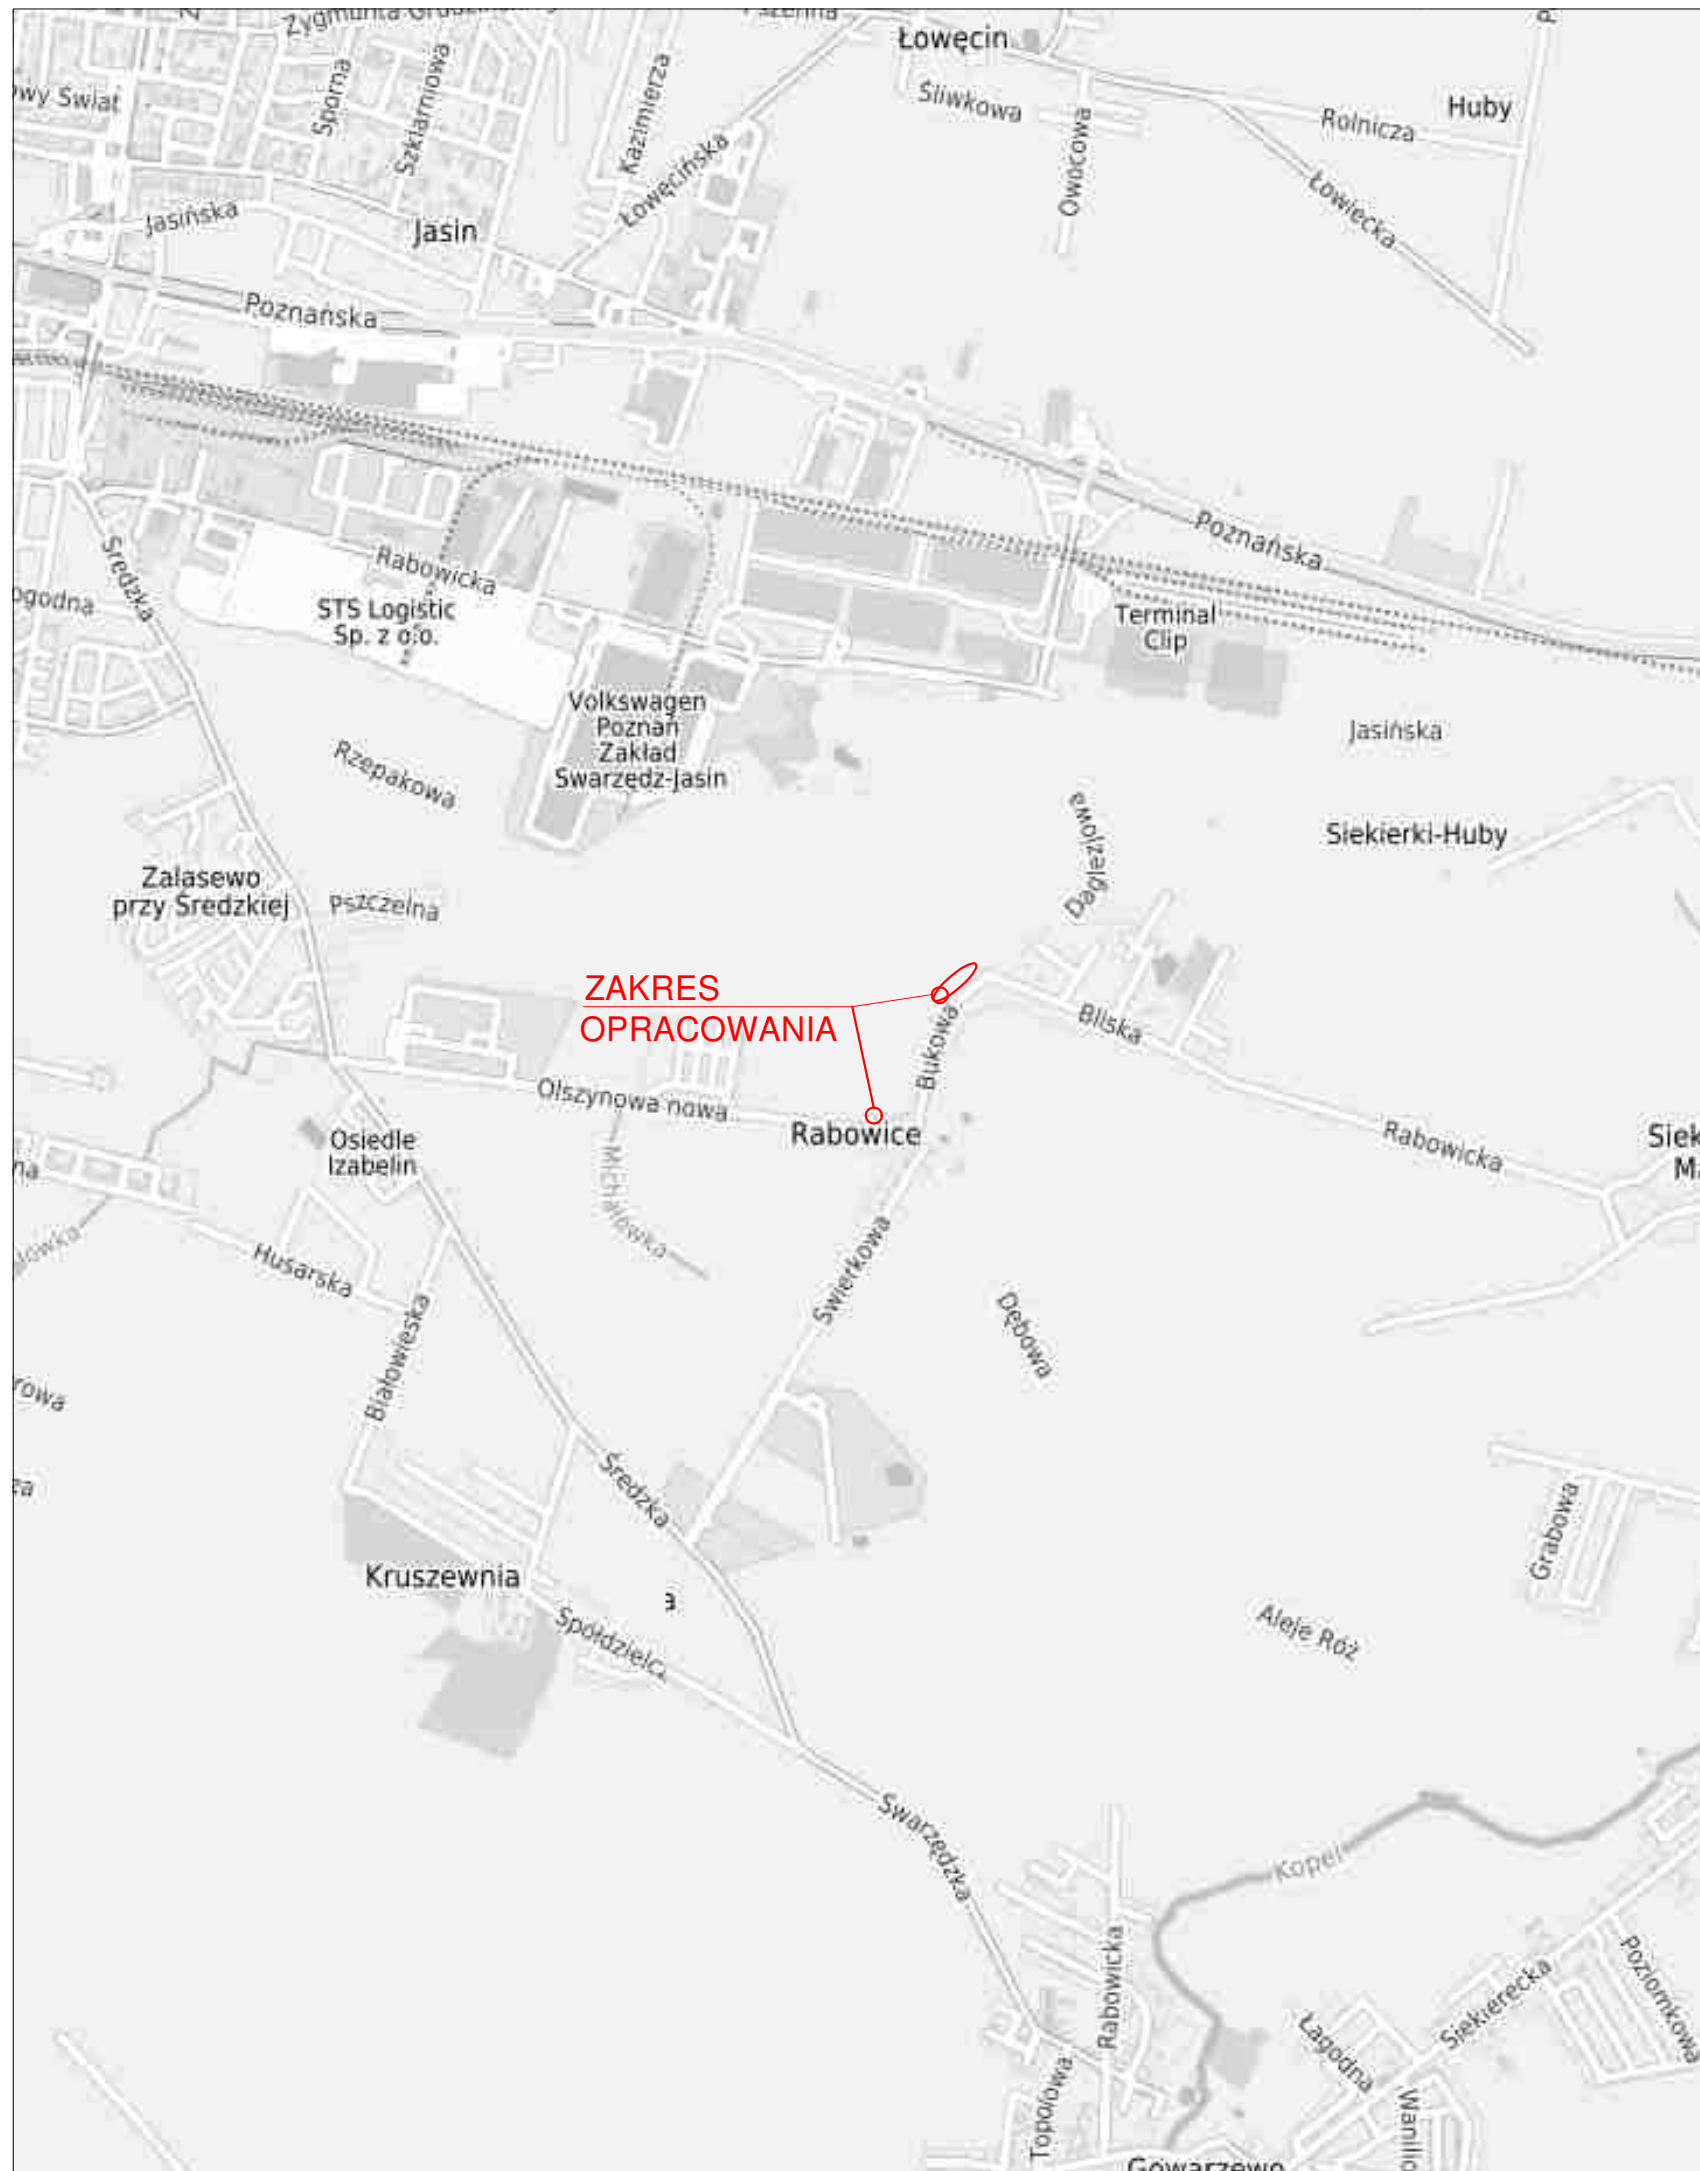 Łowęcin
Śliwkowa
Sporna
Szklarniowa
Kazimierza
Łowęcińska
Owocowa
Rolnicza
Huby
Łowiecka
Jasińska
Jasin
Poznańska
Poznańska
Średzka
Rabowicka
STS Logistic
Sp. z o.o.
Terminal
Clip
Volkswagen
Poznań
Zakład
Swarzędz-Jasin
Jasińska
Rzepakowa
Daglezjowa
Siekierki-Huby
Zalasewo
przy Średzkiej
Pszczelna
ZAKRES
OPRACOWANIA
Bukowa
Bliska
Olszynowa nowa
Rabowice
Osiedle
Izabelin
Michałówka
Rabowicka
Husarska
Świerkowa
Białowieska
Dębowa
Średzka
Grabowa
Kruszewnia
Aleje Róż
Swarzędzka
Rabowicka
Poziomkowa
Siekierecka
Łagodna
Topolowa
Gowarzewo